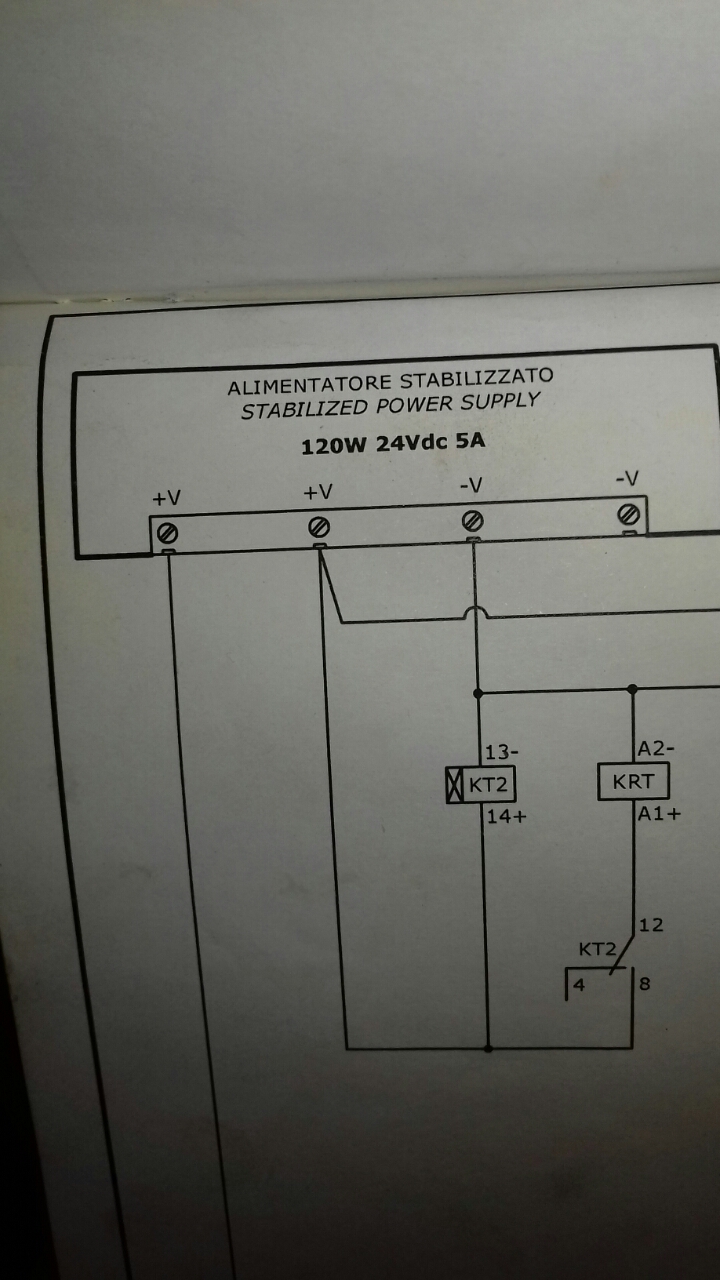 ALIMENTATORE STABILIZZATO
STABILIZED POWER SUPPLY
120W 24Vdc 5A
+V +V -V -V
13- A2-
KT2 KRT
14+ A1+
12
KT2
4 8